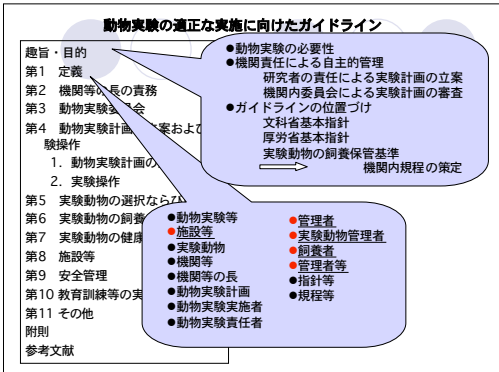 動物実験の適正な実施に向けたガイドライン
趣旨・目的
第1 定義
第2 機関等の長の責務
第3 動物実験委員会
第4 動物実験計画の立案および
験操作
1. 動物実験計画の
2. 実験操作
第5 実験動物の選択ならび
第6 実験動物の飼養
第7 実験動物の健康
第8 施設等
第9 安全管理
第10 教育訓練等の実
第11 その他
附則
参考文献
●動物実験の必要性
●機関責任による自主的管理
研究者の責任による実験計画の立案
機関内委員会による実験計画の審査
●ガイドラインの位置づけ
文科省基本指針
厚労省基本指針
実験動物の飼養保管基準
機関内規程の策定
●動物実験等
●施設等
●実験動物
●機関等
●機関等の長
●動物実験計画
●動物実験実施者
●動物実験責任者
●管理者
●実験動物管理者
●飼養者
●管理者等
●指針等
●規程等